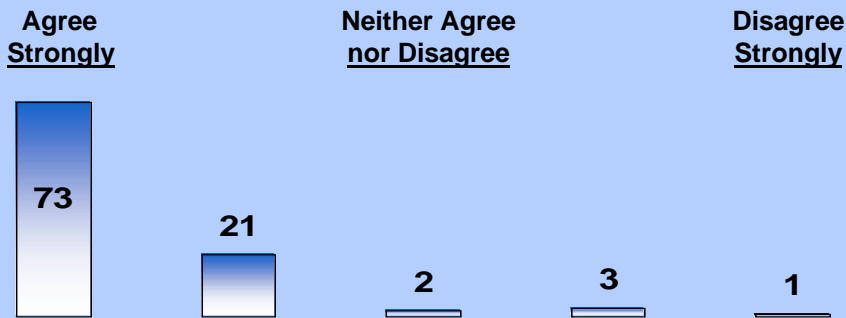 Agree
Strongly
Neither Agree
nor Disagree
Disagree
Strongly
73
21
2
3
1